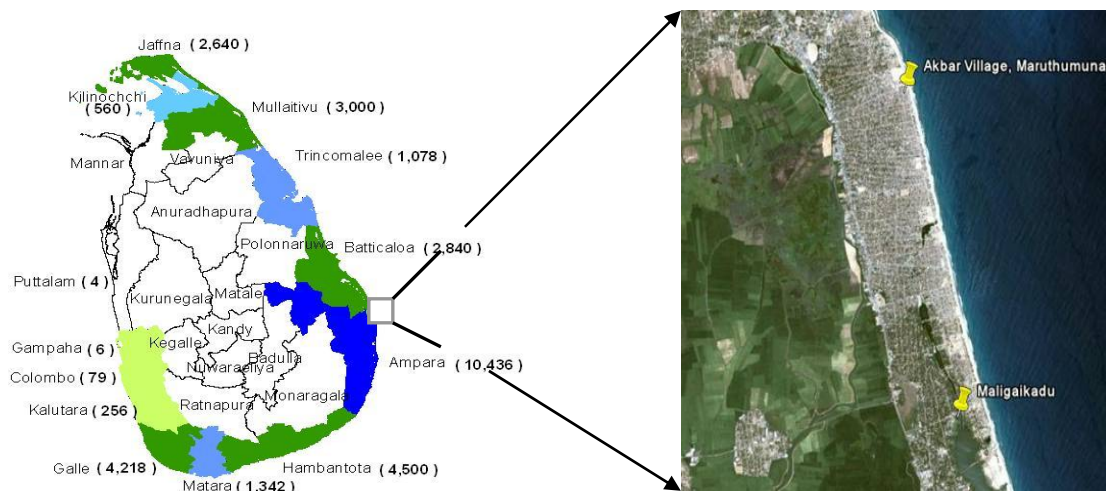 Jaffna (2,640)
Kilinochchi
(560)
Mullaitivu (3,000)
Mannar
Vavuniya
Trincomalee (1,078)
Anuradhapura
Polonnaruwa
Batticaloa (2,840)
Puttalam (4)
Kurunegala
Matale
Kandy
Gampaha (6)
Kegalle
Badulla
Nuwaraeliya
Ampara (10,436)
Colombo (79)
Monaragala
Kalutara (256)
Ratnapura
Galle (4,218)
Hambantota (4,500)
Matara (1,342)
Akbar Village, Maruthumuna
Maligaikadu